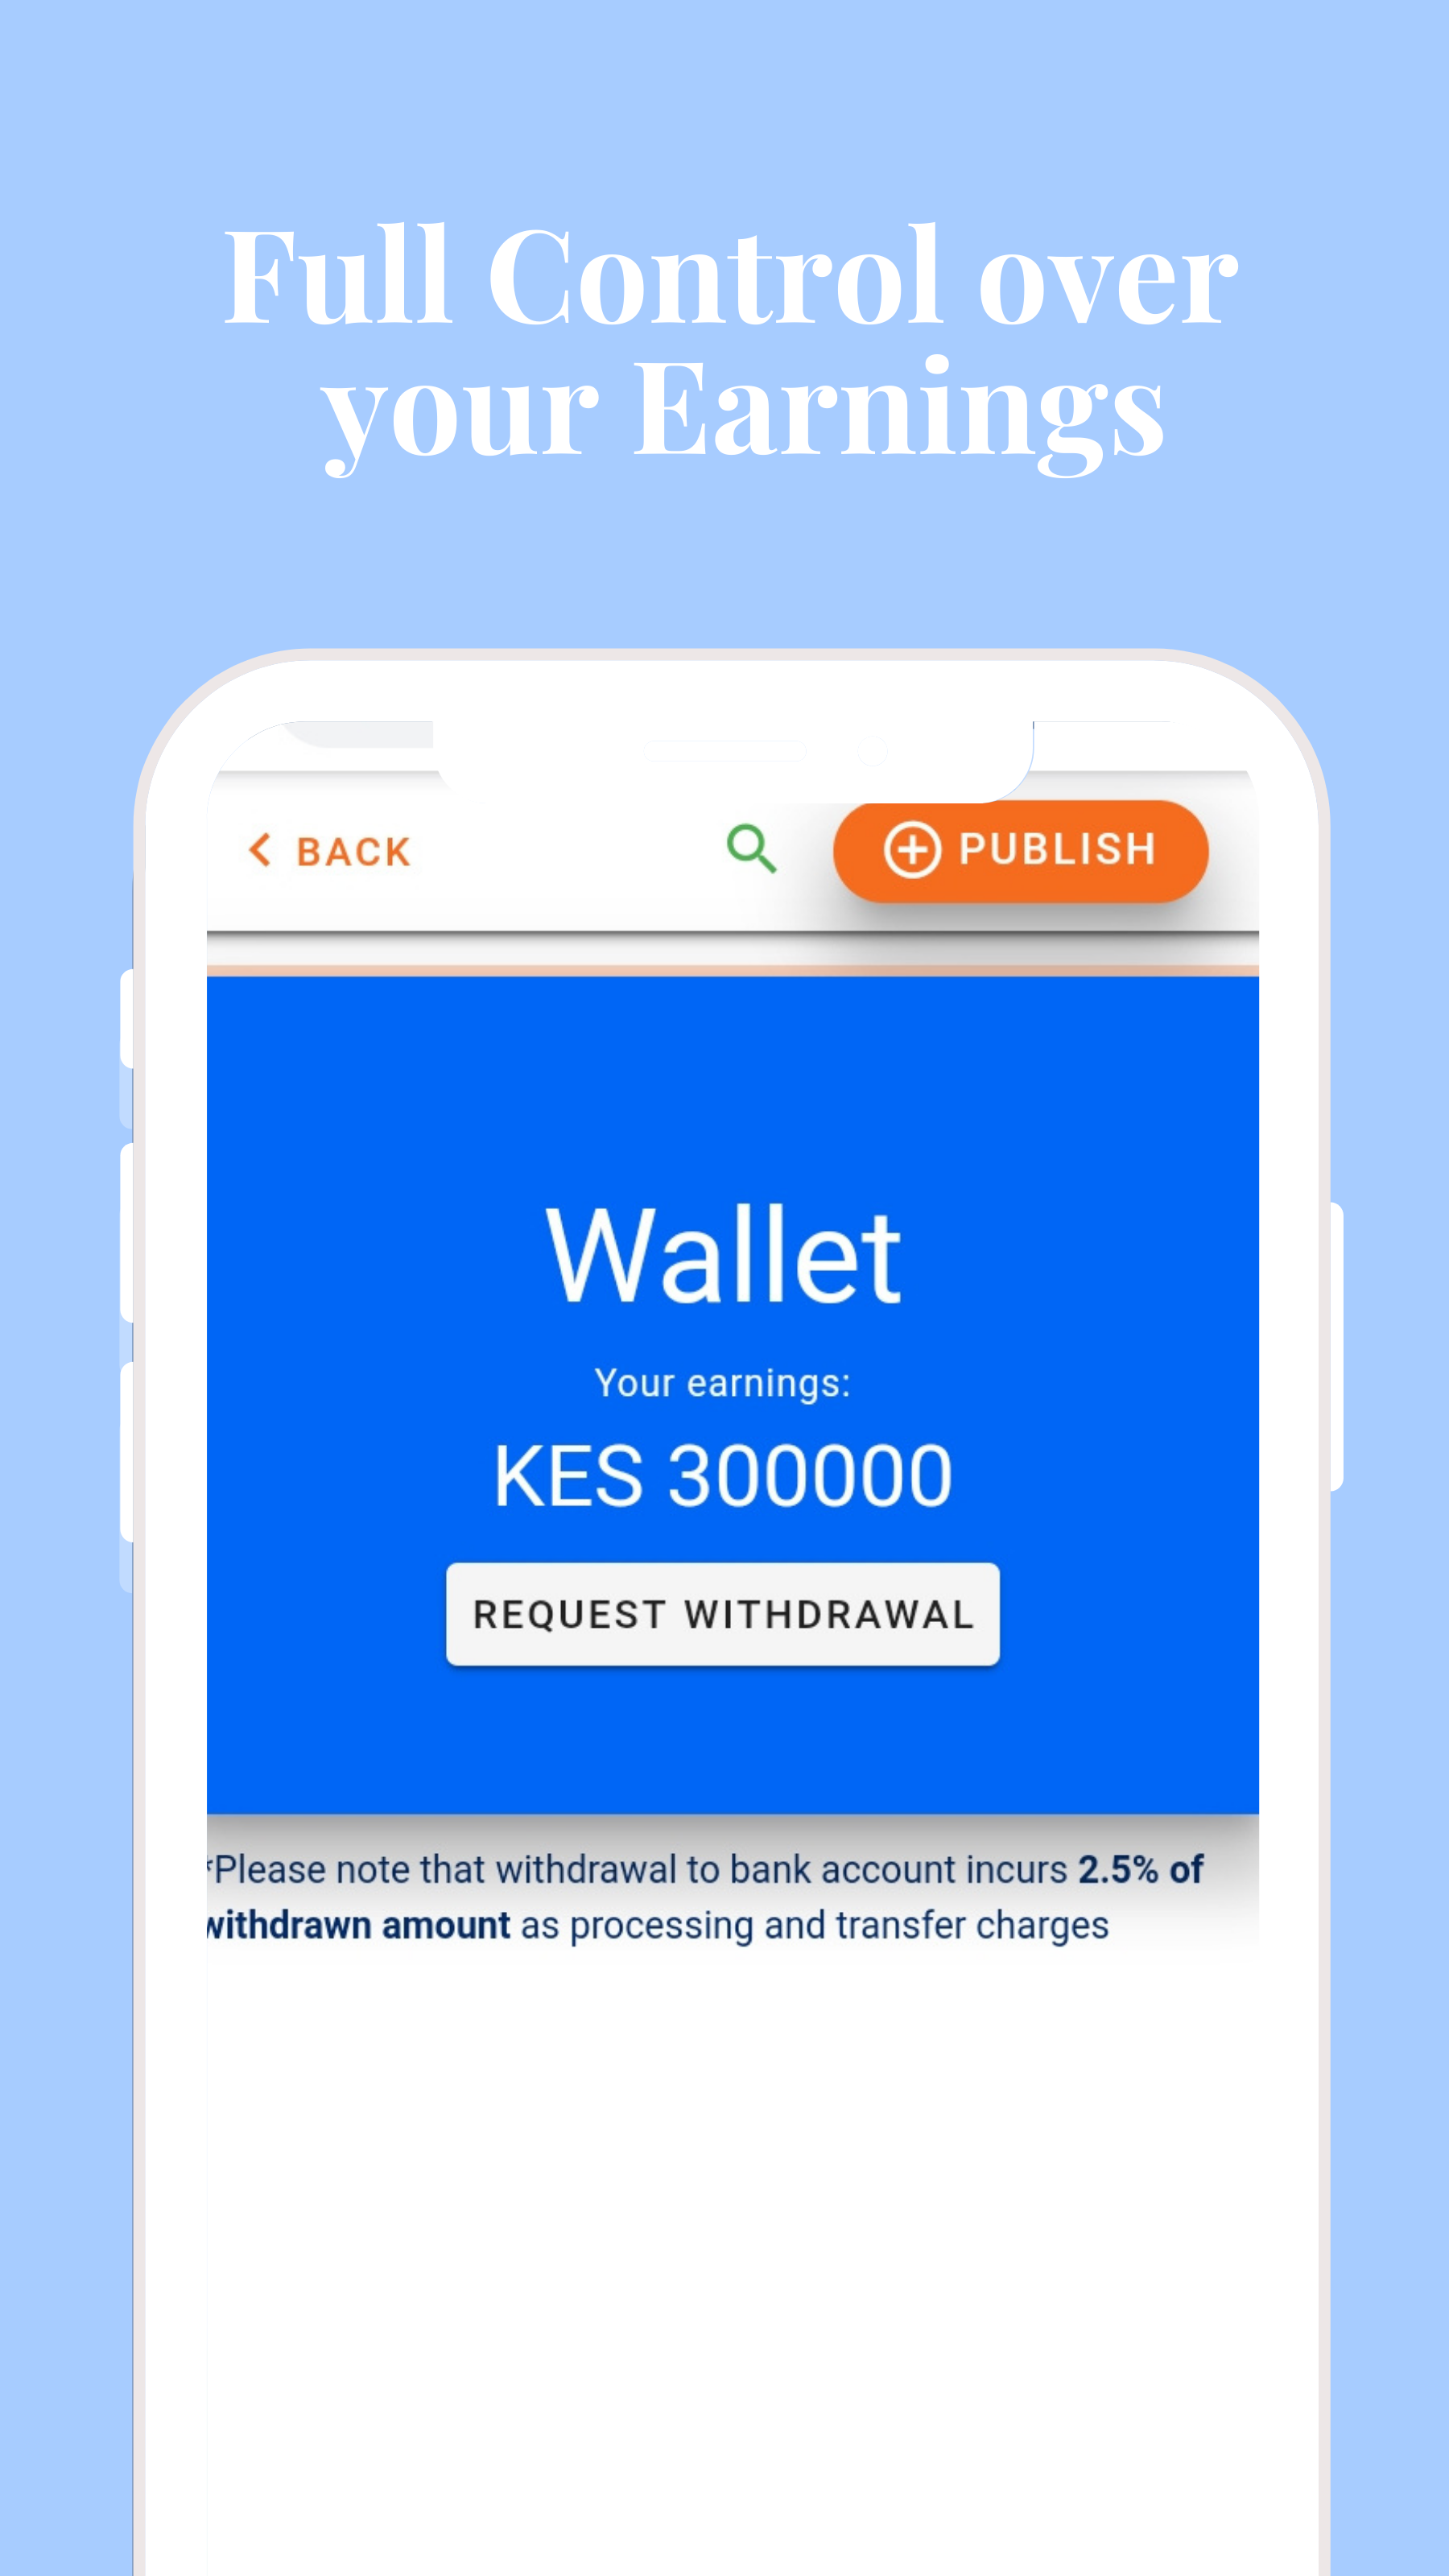 Full Control over
your Earnings
BACK
PUBLISH
Wallet
Your earnings:
KES 300000
REQUEST WITHDRAWAL
*Please note that withdrawal to bank account incurs 2.5% of
withdrawn amount as processing and transfer charges